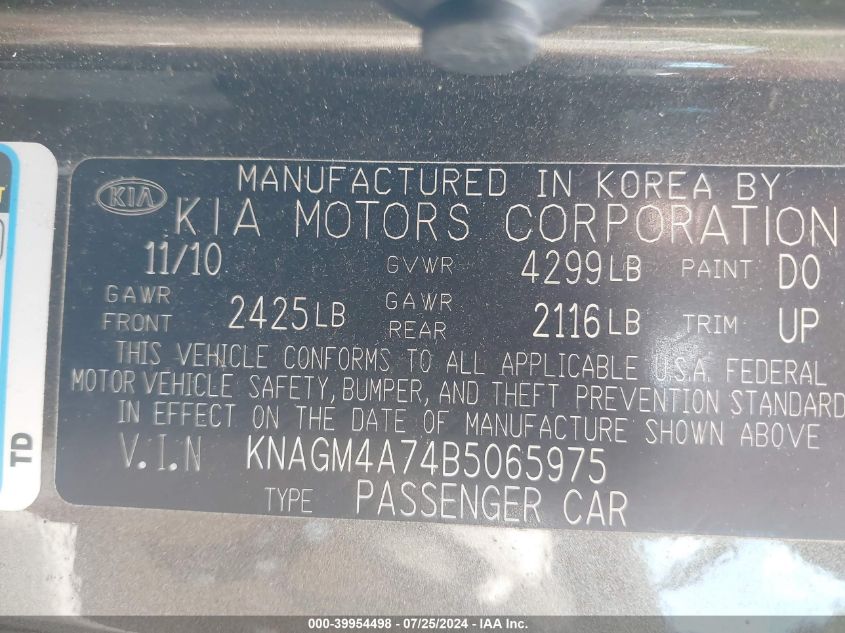 MANUFACTURED IN KOREA BY
KIA KIA MOTORS CORPORATION
11/10 GVWR 4299LB PAINT D0
GAWR FRONT 2425LB GAWR REAR 2116LB TRIM UP
THIS VEHICLE CONFORMS TO ALL APPLICABLE U.S.A. FEDERAL
MOTOR VEHICLE SAFETY, BUMPER, AND THEFT PREVENTION STANDARD
IN EFFECT ON THE DATE OF MANUFACTURE SHOWN ABOVE
V.I.N KNAGM4A74B5065975
TYPE PASSENGER CAR
TD
000-39954498 - 07/25/2024 - IAA Inc.